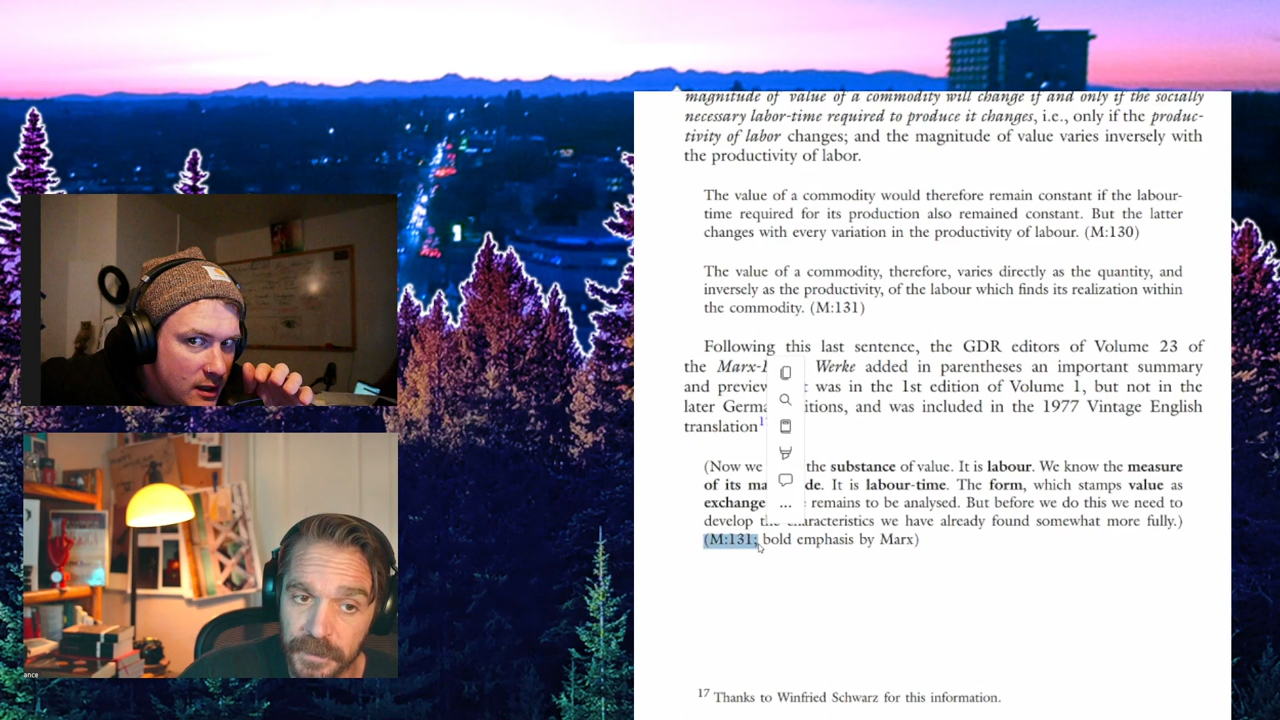 magnitude of value of a commodity will change if and only if the socially
necessary labor-time required to produce it changes, i.e., only if the produc-
tivity of labor changes; and the magnitude of value varies inversely with
the productivity of labor.
The value of a commodity would therefore remain constant if the labour-
time required for its production also remained constant. But the latter
changes with every variation in the productivity of labour. (M:130)
The value of a commodity, therefore, varies directly as the quantity, and
inversely as the productivity, of the labour which finds its realization within
the commodity. (M:131)
Following this last sentence, the GDR editors of Volume 23 of
the Marx- Werke added in parentheses an important summary
and preview was in the 1st edition of Volume 1, but not in the
later Germa itions, and was included in the 1977 Vintage English
translation
(Now we the substance of value. It is labour. We know the measure
of its ma de. It is labour-time. The form, which stamps value as
exchange remains to be analysed. But before we do this we need to
develop characteristics we have already found somewhat more fully.)
(M:131; bold emphasis by Marx)
17 Thanks to Winfried Schwarz for this information.
ance